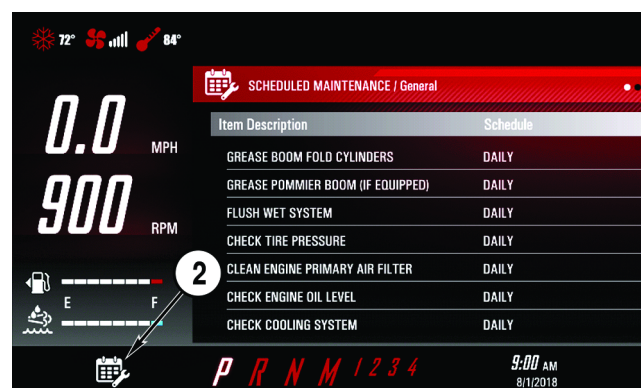 72° 84°
SCHEDULED MAINTENANCE / General
Item Description Schedule
0.0 MPH
GREASE BOOM FOLD CYLINDERS DAILY
GREASE POMMIER BOOM (IF EQUIPPED) DAILY
900 RPM
FLUSH WET SYSTEM DAILY
CHECK TIRE PRESSURE DAILY
CLEAN ENGINE PRIMARY AIR FILTER DAILY
2
E F
CHECK ENGINE OIL LEVEL DAILY
CHECK COOLING SYSTEM DAILY
P R N M 1 2 3 4
9:00 AM
8/1/2018